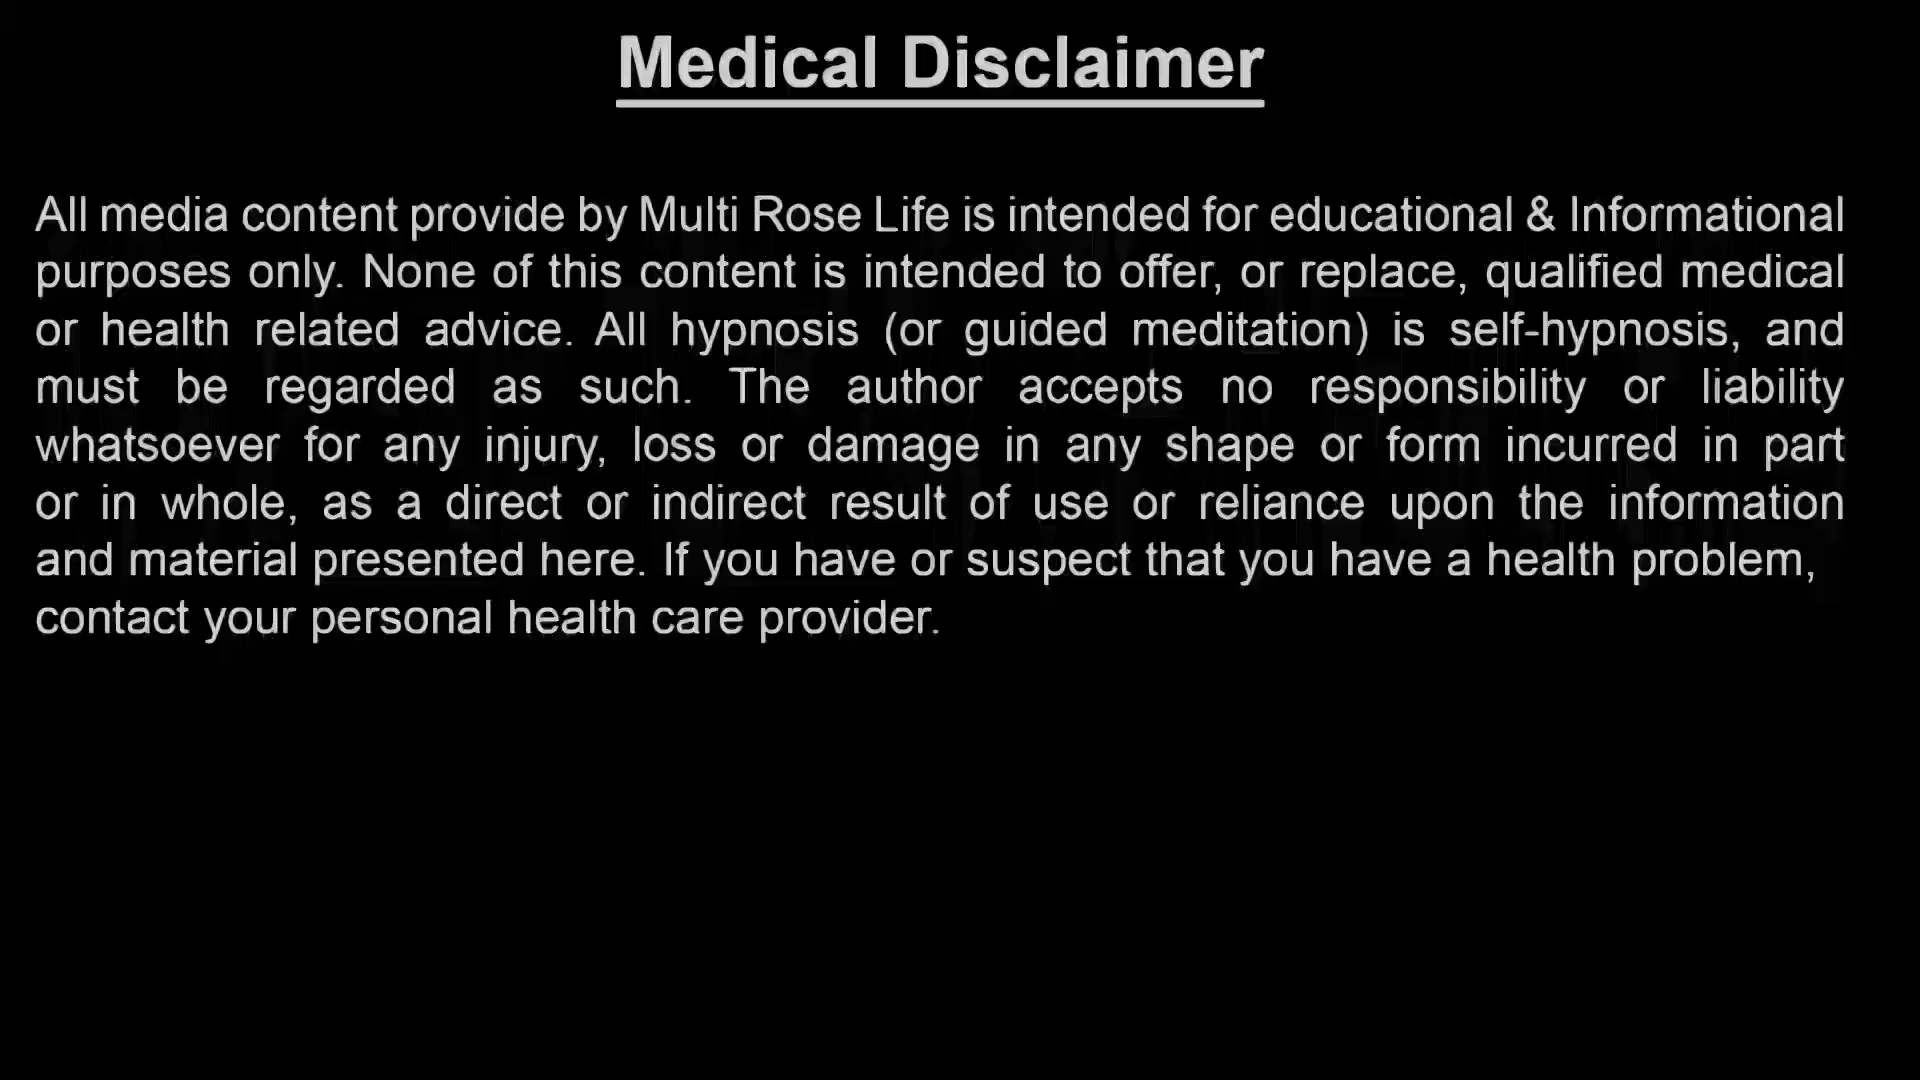 Medical Disclaimer
All media content provide by Multi Rose Life is intended for educational & Informational
purposes only. None of this content is intended to offer, or replace, qualified medical
or health related advice. All hypnosis (or guided meditation) is self-hypnosis, and
must be regarded as such. The author accepts no responsibility or liability
whatsoever for any injury, loss or damage in any shape or form incurred in part
or in whole, as a direct or indirect result of use or reliance upon the information
and material presented here. If you have or suspect that you have a health problem,
contact your personal health care provider.